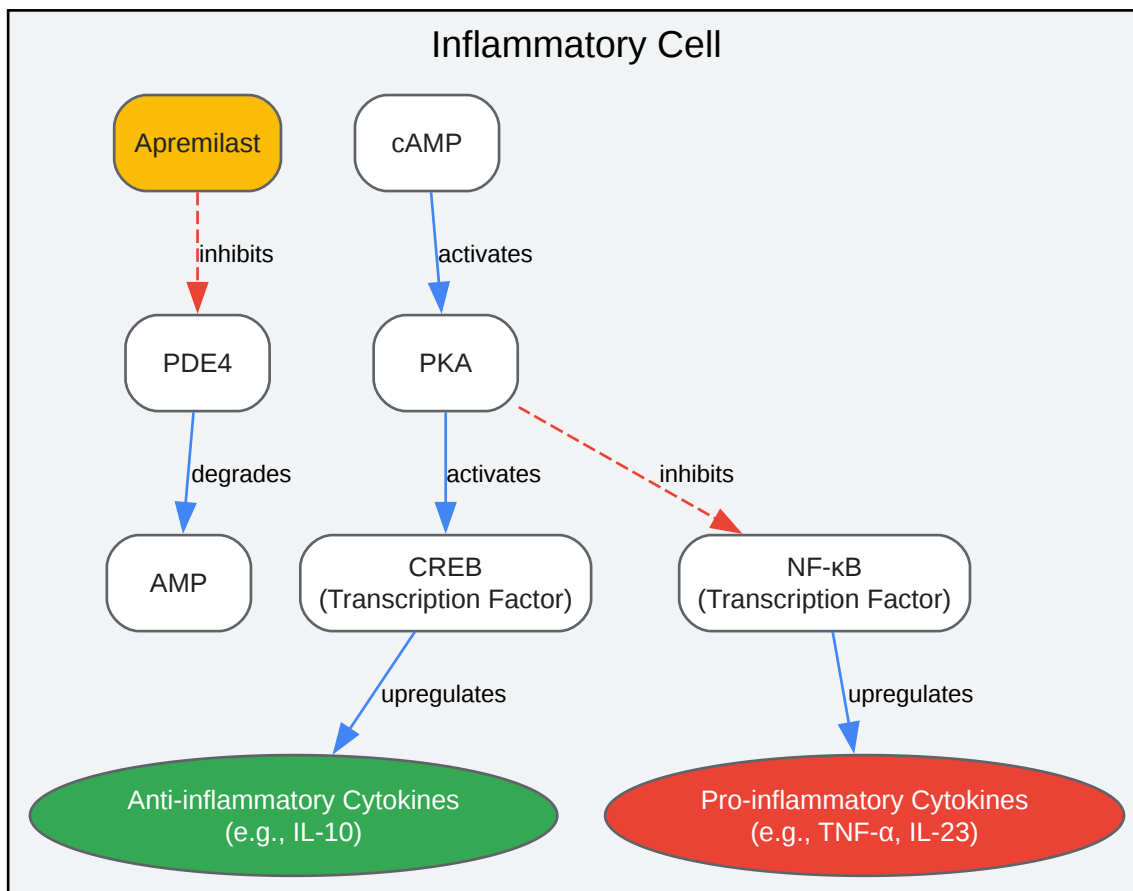 Inflammatory Cell
Apremilast
cAMP
inhibits
activates
PDE4
PKA
degrades
activates
inhibits
AMP
CREB
(Transcription Factor)
NF-κB
(Transcription Factor)
upregulates
upregulates
Anti-inflammatory Cytokines
(e.g., IL-10)
Pro-inflammatory Cytokines
(e.g., TNF-α, IL-23)